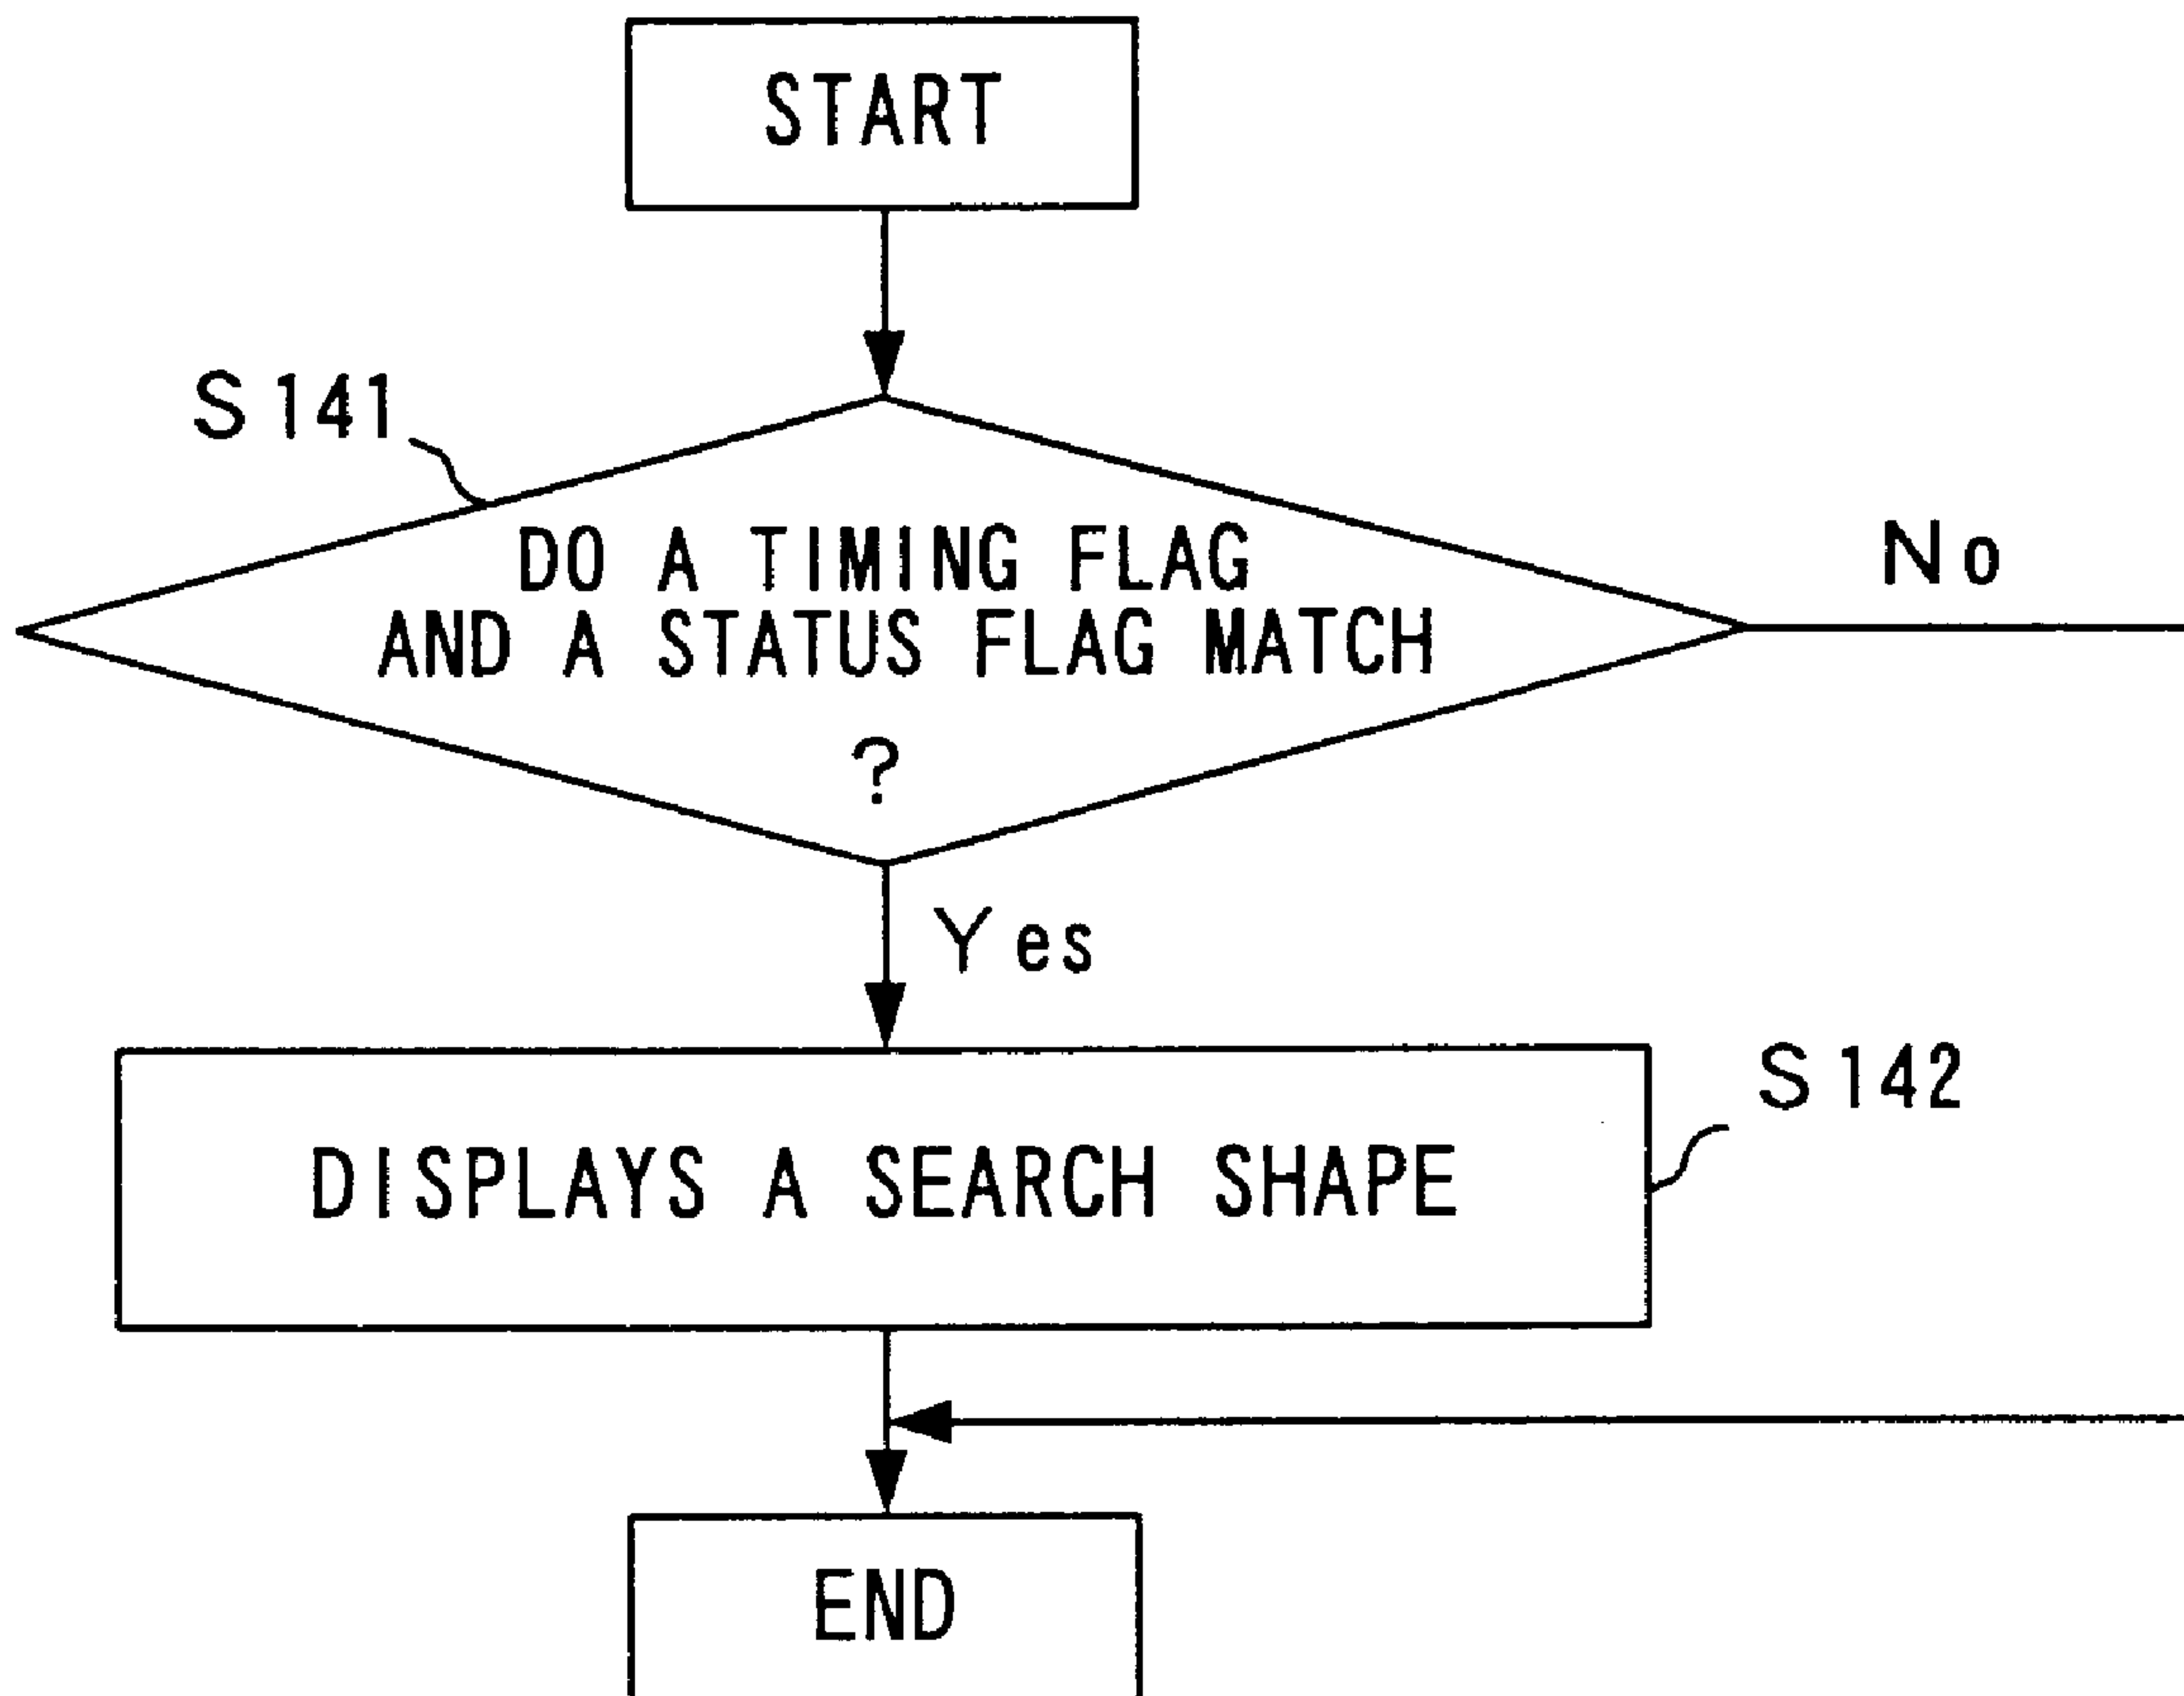 START
S141
DO A TIMING FLAG
AND A STATUS FLAG MATCH
?
No
Yes
S142
DISPLAYS A SEARCH SHAPE
END